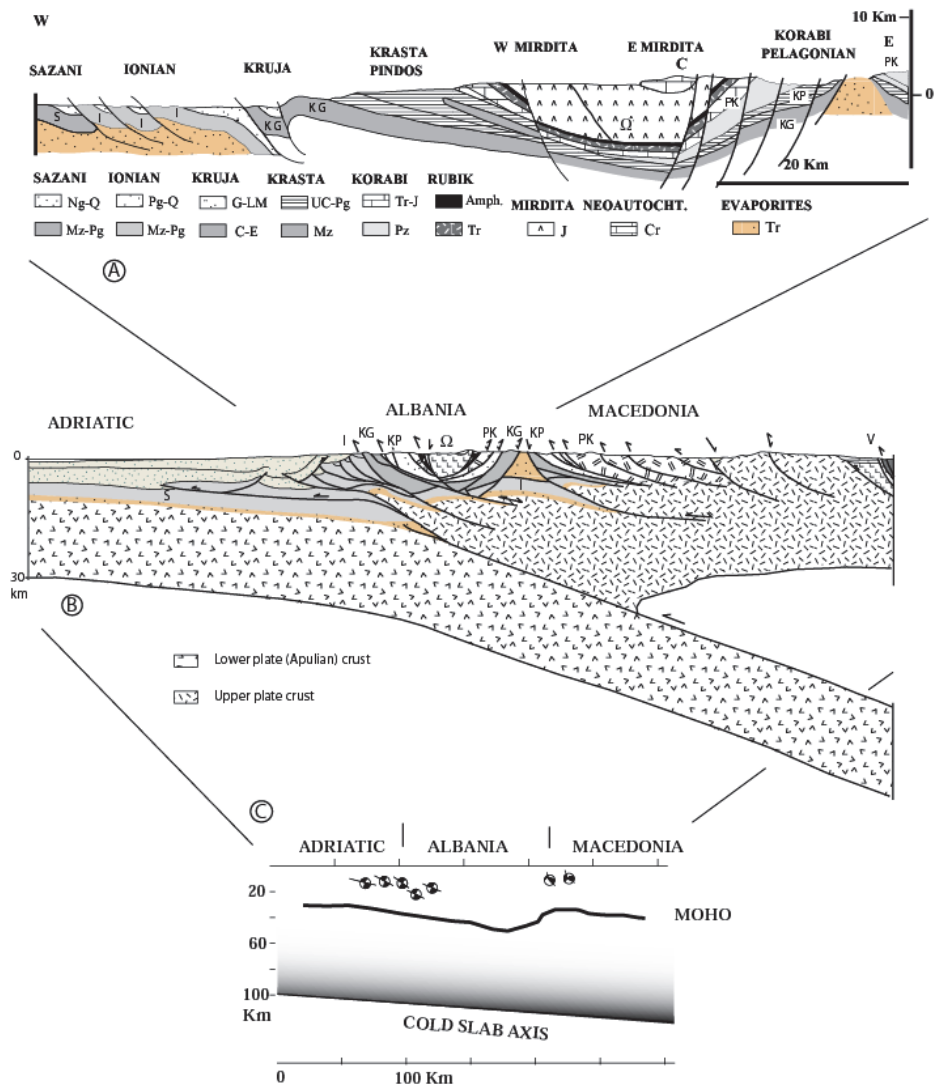 W
10 Km
KORABI
PELAGONIAN
E
KRASTA
PINDOS
W MIRDITA
E MIRDITA
C
SAZANI
IONIAN
KRUJA
PK
0
S
I
I
I
KG
KG
Ω
PK
KP
KG
20 Km
SAZANI
IONIAN
KRUJA
KRASTA
KORABI
RUBIK
Ng-Q
Pg-Q
G-LM
UC-Pg
Tr-J
Amph.
MIRDITA
NEOAUTOCHT.
EVAPORITES
Mz-Pg
Mz-Pg
C-E
Mz
Pz
Tr
J
Cr
Tr
A
ADRIATIC
ALBANIA
MACEDONIA
I
KG
KP
Ω
PK
KG
KP
PK
V
0
S
I
30
km
B
Lower plate (Apulian) crust
Upper plate crust
C
ADRIATIC
ALBANIA
MACEDONIA
20
MOHO
60
100
Km
COLD SLAB AXIS
0
100 Km